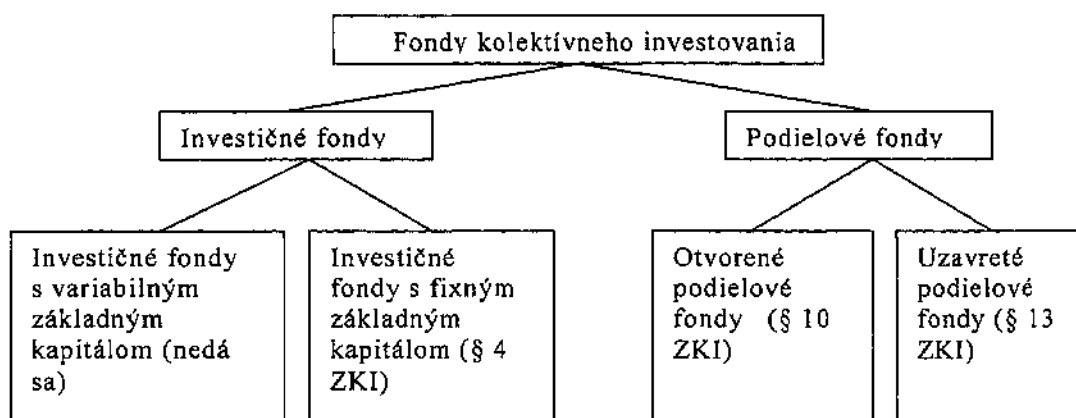 Fondy kolektívneho investovania
Investičné fondy
Podielové fondy
Investičné fondy
s variabilným
základným
kapitálom (nedá
sa)
Investičné
fondy s fixným
základným
kapitálom (§ 4
ZKI)
Otvorené
podielové
fondy (§ 10
ZKI)
Uzavreté
podielové
fondy (§ 13
ZKI)